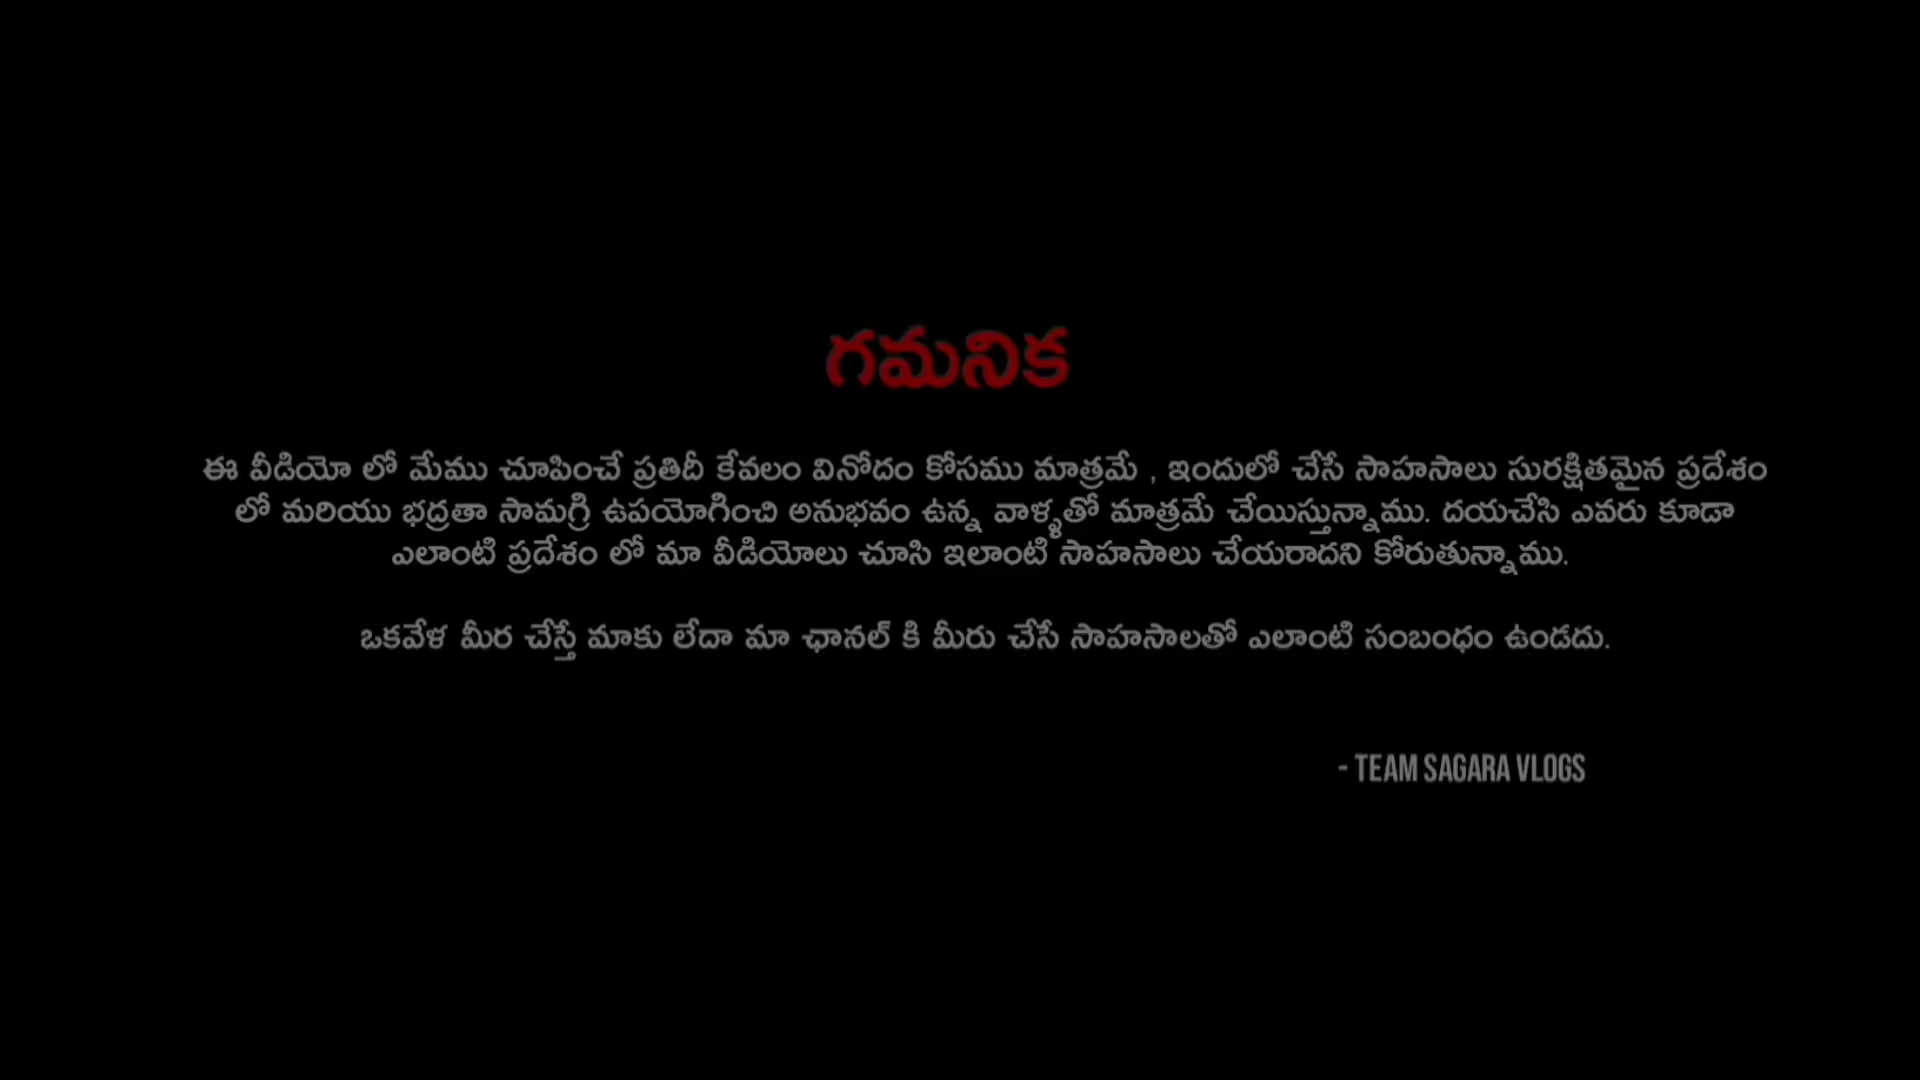 గమనిక
ఈ వీడియో లో మేము చూపించే ప్రతిదీ కేవలం వినోదం కోసము మాత్రమే , ఇందులో చేసే సాహసాలు సురక్షితమైన ప్రదేశం
లో మరియు భద్రతా సామగ్రి ఉపయోగించి అనుభవం ఉన్న వాళ్ళతో మాత్రమే చేయిస్తున్నాము. దయచేసి ఎవరు కూడా
ఎలాంటి ప్రదేశం లో మా వీడియోలు చూసి ఇలాంటి సాహసాలు చేయరాదని కోరుతున్నాము.
ఒకవేళ మీర చేస్తే మాకు లేదా మా ఛానల్ కి మీరు చేసే సాహసాలతో ఎలాంటి సంబంధం ఉండదు.
- TEAM SAGARA VLOGS